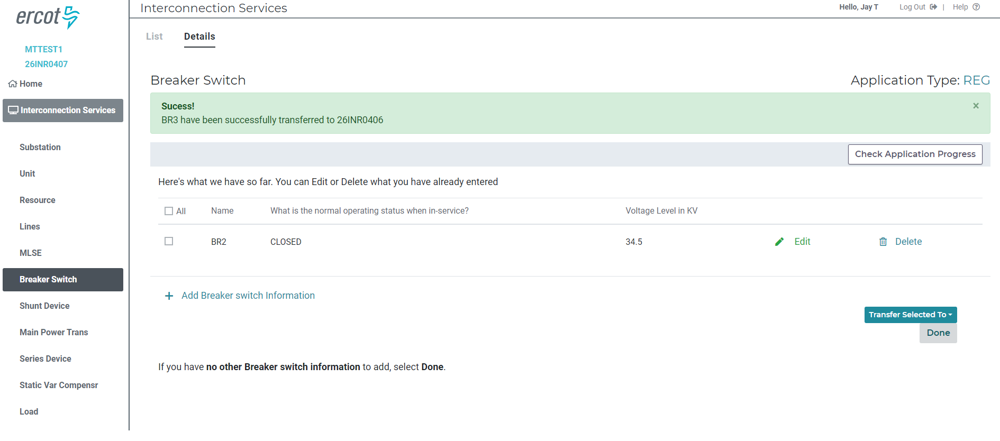 ercot
Interconnection Services
Hello, Jay T
Log Out | Help
MTTEST1
26INR0407
Home
Interconnection Services
Substation
Unit
Resource
Lines
MLSE
Breaker Switch
Shunt Device
Main Power Trans
Series Device
Static Var Compensr
Load
List Details
Breaker Switch
Application Type: REG
Sucess!
×
BR3 have been successfully transferred to 26INR0406
Check Application Progress
Here's what we have so far. You can Edit or Delete what you have already entered
All Name What is the normal operating status when in-service? Voltage Level in KV
BR2 CLOSED 34.5 Edit Delete
+ Add Breaker switch Information
Transfer Selected To
Done
If you have no other Breaker switch information to add, select Done.